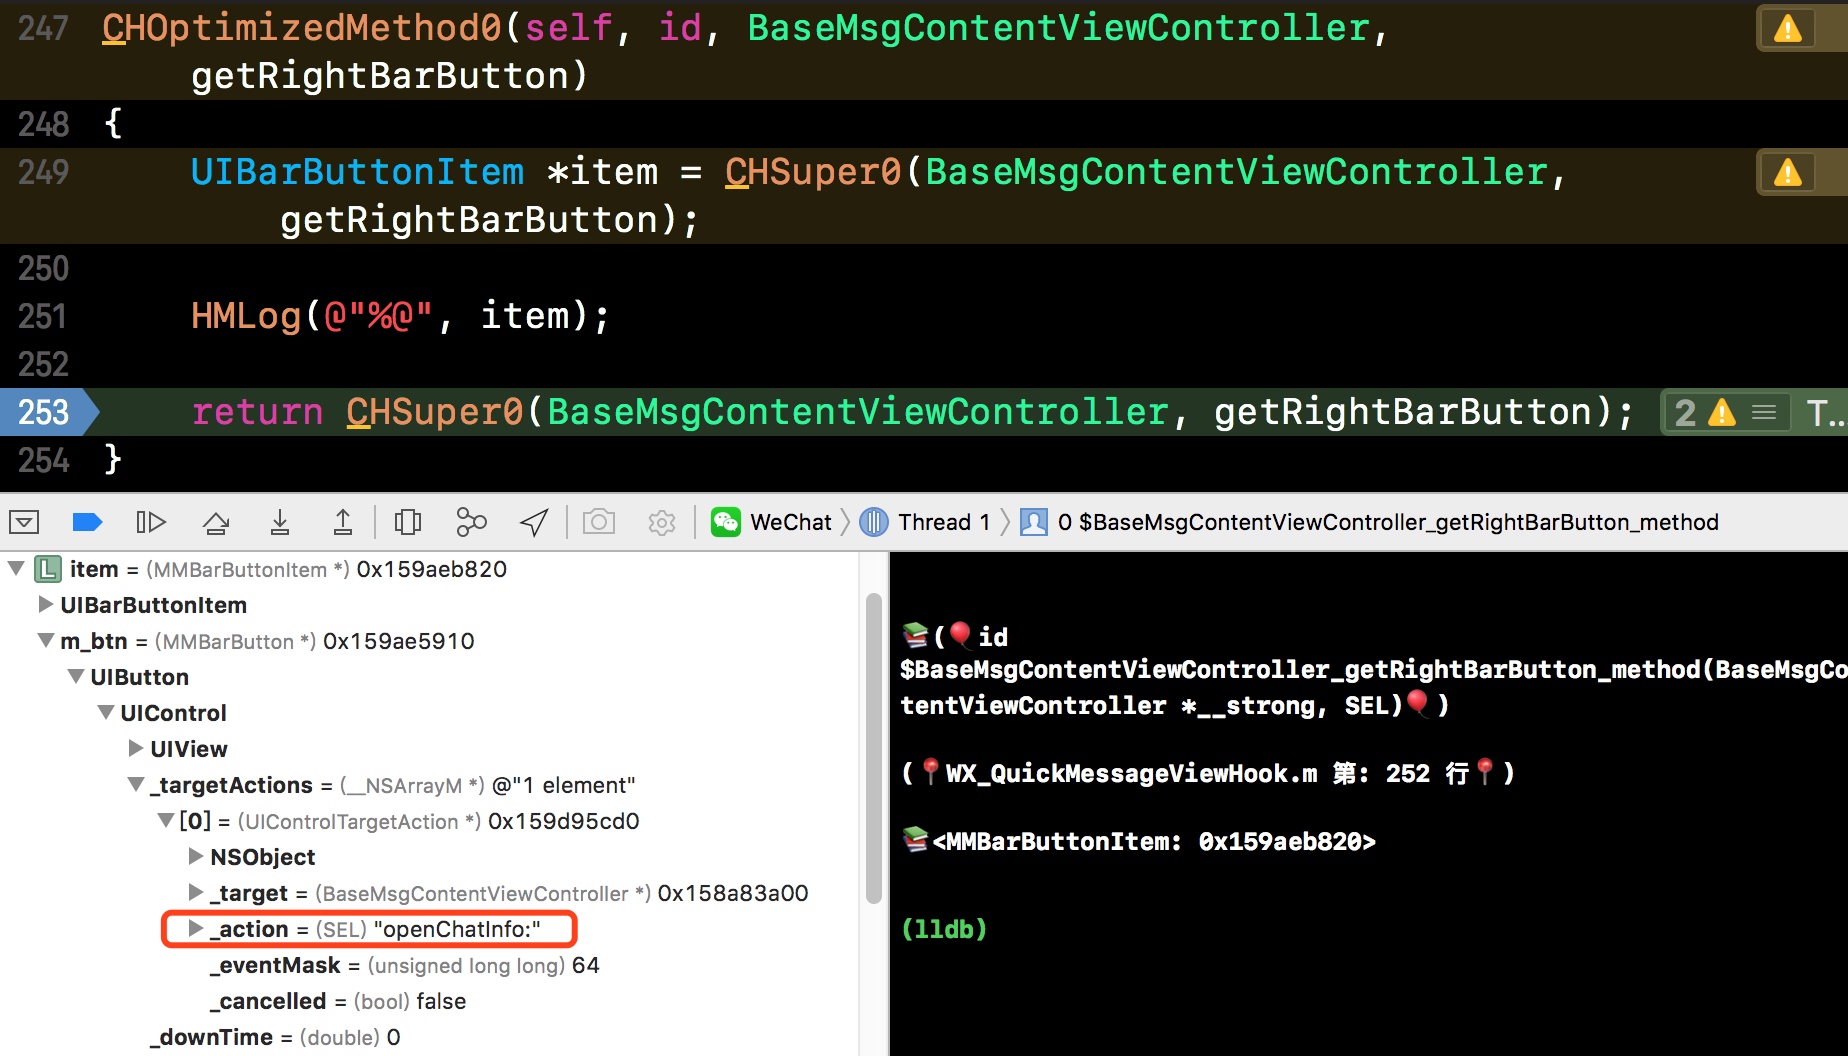 247 CHOptimizedMethod0(self, id, BaseMsgContentViewController,
getRightBarButton)
248 {
249 UIBarButtonItem *item = CHSuper0(BaseMsgContentViewController,
getRightBarButton);
250
251 HMLog(@"%@", item);
252
253 return CHSuper0(BaseMsgContentViewController, getRightBarButton); 2 T...
254 }
WeChat Thread 1 0 $BaseMsgContentViewController_getRightBarButton_method
L item = (MMBarButtonItem *) 0x159aeb820
UIBarButtonItem
m_btn = (MMBarButton *) 0x159ae5910
UIButton
UIControl
UIView
_targetActions = (__NSArrayM *) @"1 element"
[0] = (UIControlTargetAction *) 0x159d95cd0
NSObject
_target = (BaseMsgContentViewController *) 0x158a83a00
_action = (SEL) "openChatInfo:"
_eventMask = (unsigned long long) 64
_cancelled = (bool) false
_downTime = (double) 0
📚(🎈id
$BaseMsgContentViewController_getRightBarButton_method(BaseMsgCo
tentViewController *__strong, SEL)🎈)
(📍WX_QuickMessageViewHook.m 第: 252 行📍)
📚<MMBarButtonItem: 0x159aeb820>
(lldb)